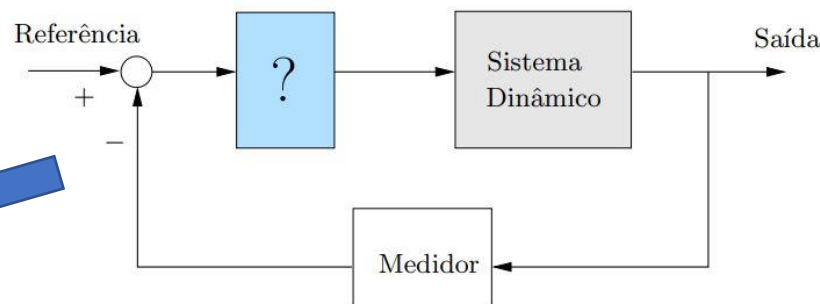 Referência
Saída
+
?
Sistema
Dinâmico
−
Medidor